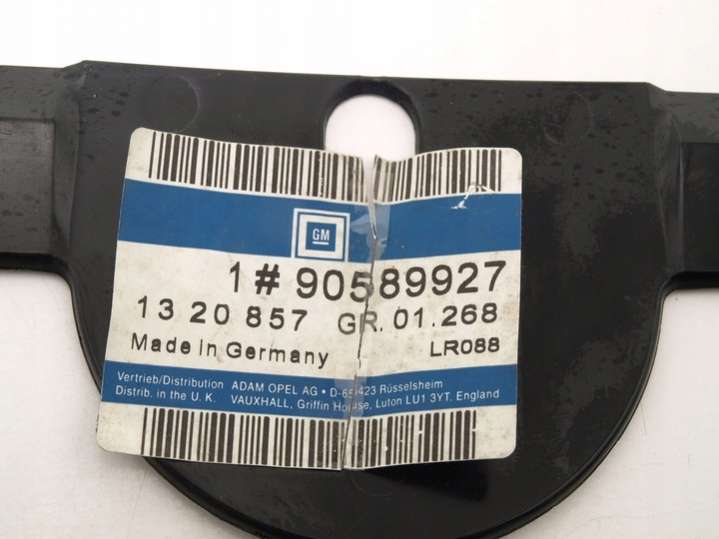 GM
1 # 90589927
13 20 857 GR. 01.268
Made in Germany LR088
Vertrieb/Distribution ADAM OPEL AG • D-65423 Rüsselsheim
Distrib. in the U. K. VAUXHALL, Griffin House, Luton LU1 3YT. England